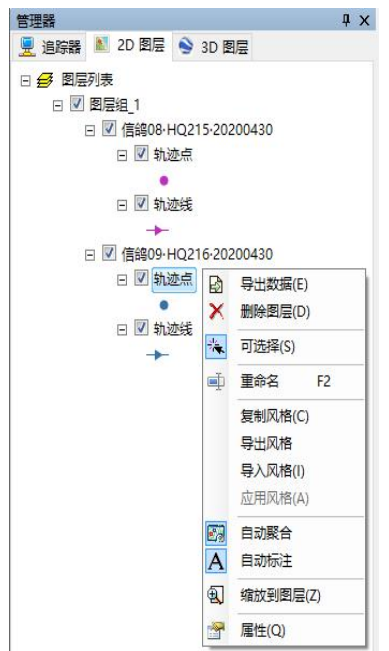 管理器
追踪器 2D 图层 3D 图层
图层列表
图层组_1
信鸽08-HQ215-20200430
轨迹点
轨迹线
信鸽09-HQ216-20200430
轨迹点
轨迹线
导出数据(E)
删除图层(D)
可选择(S)
重命名 F2
复制风格(C)
导出风格
导入风格(I)
应用风格(A)
自动聚合
A 自动标注
缩放到图层(Z)
属性(Q)